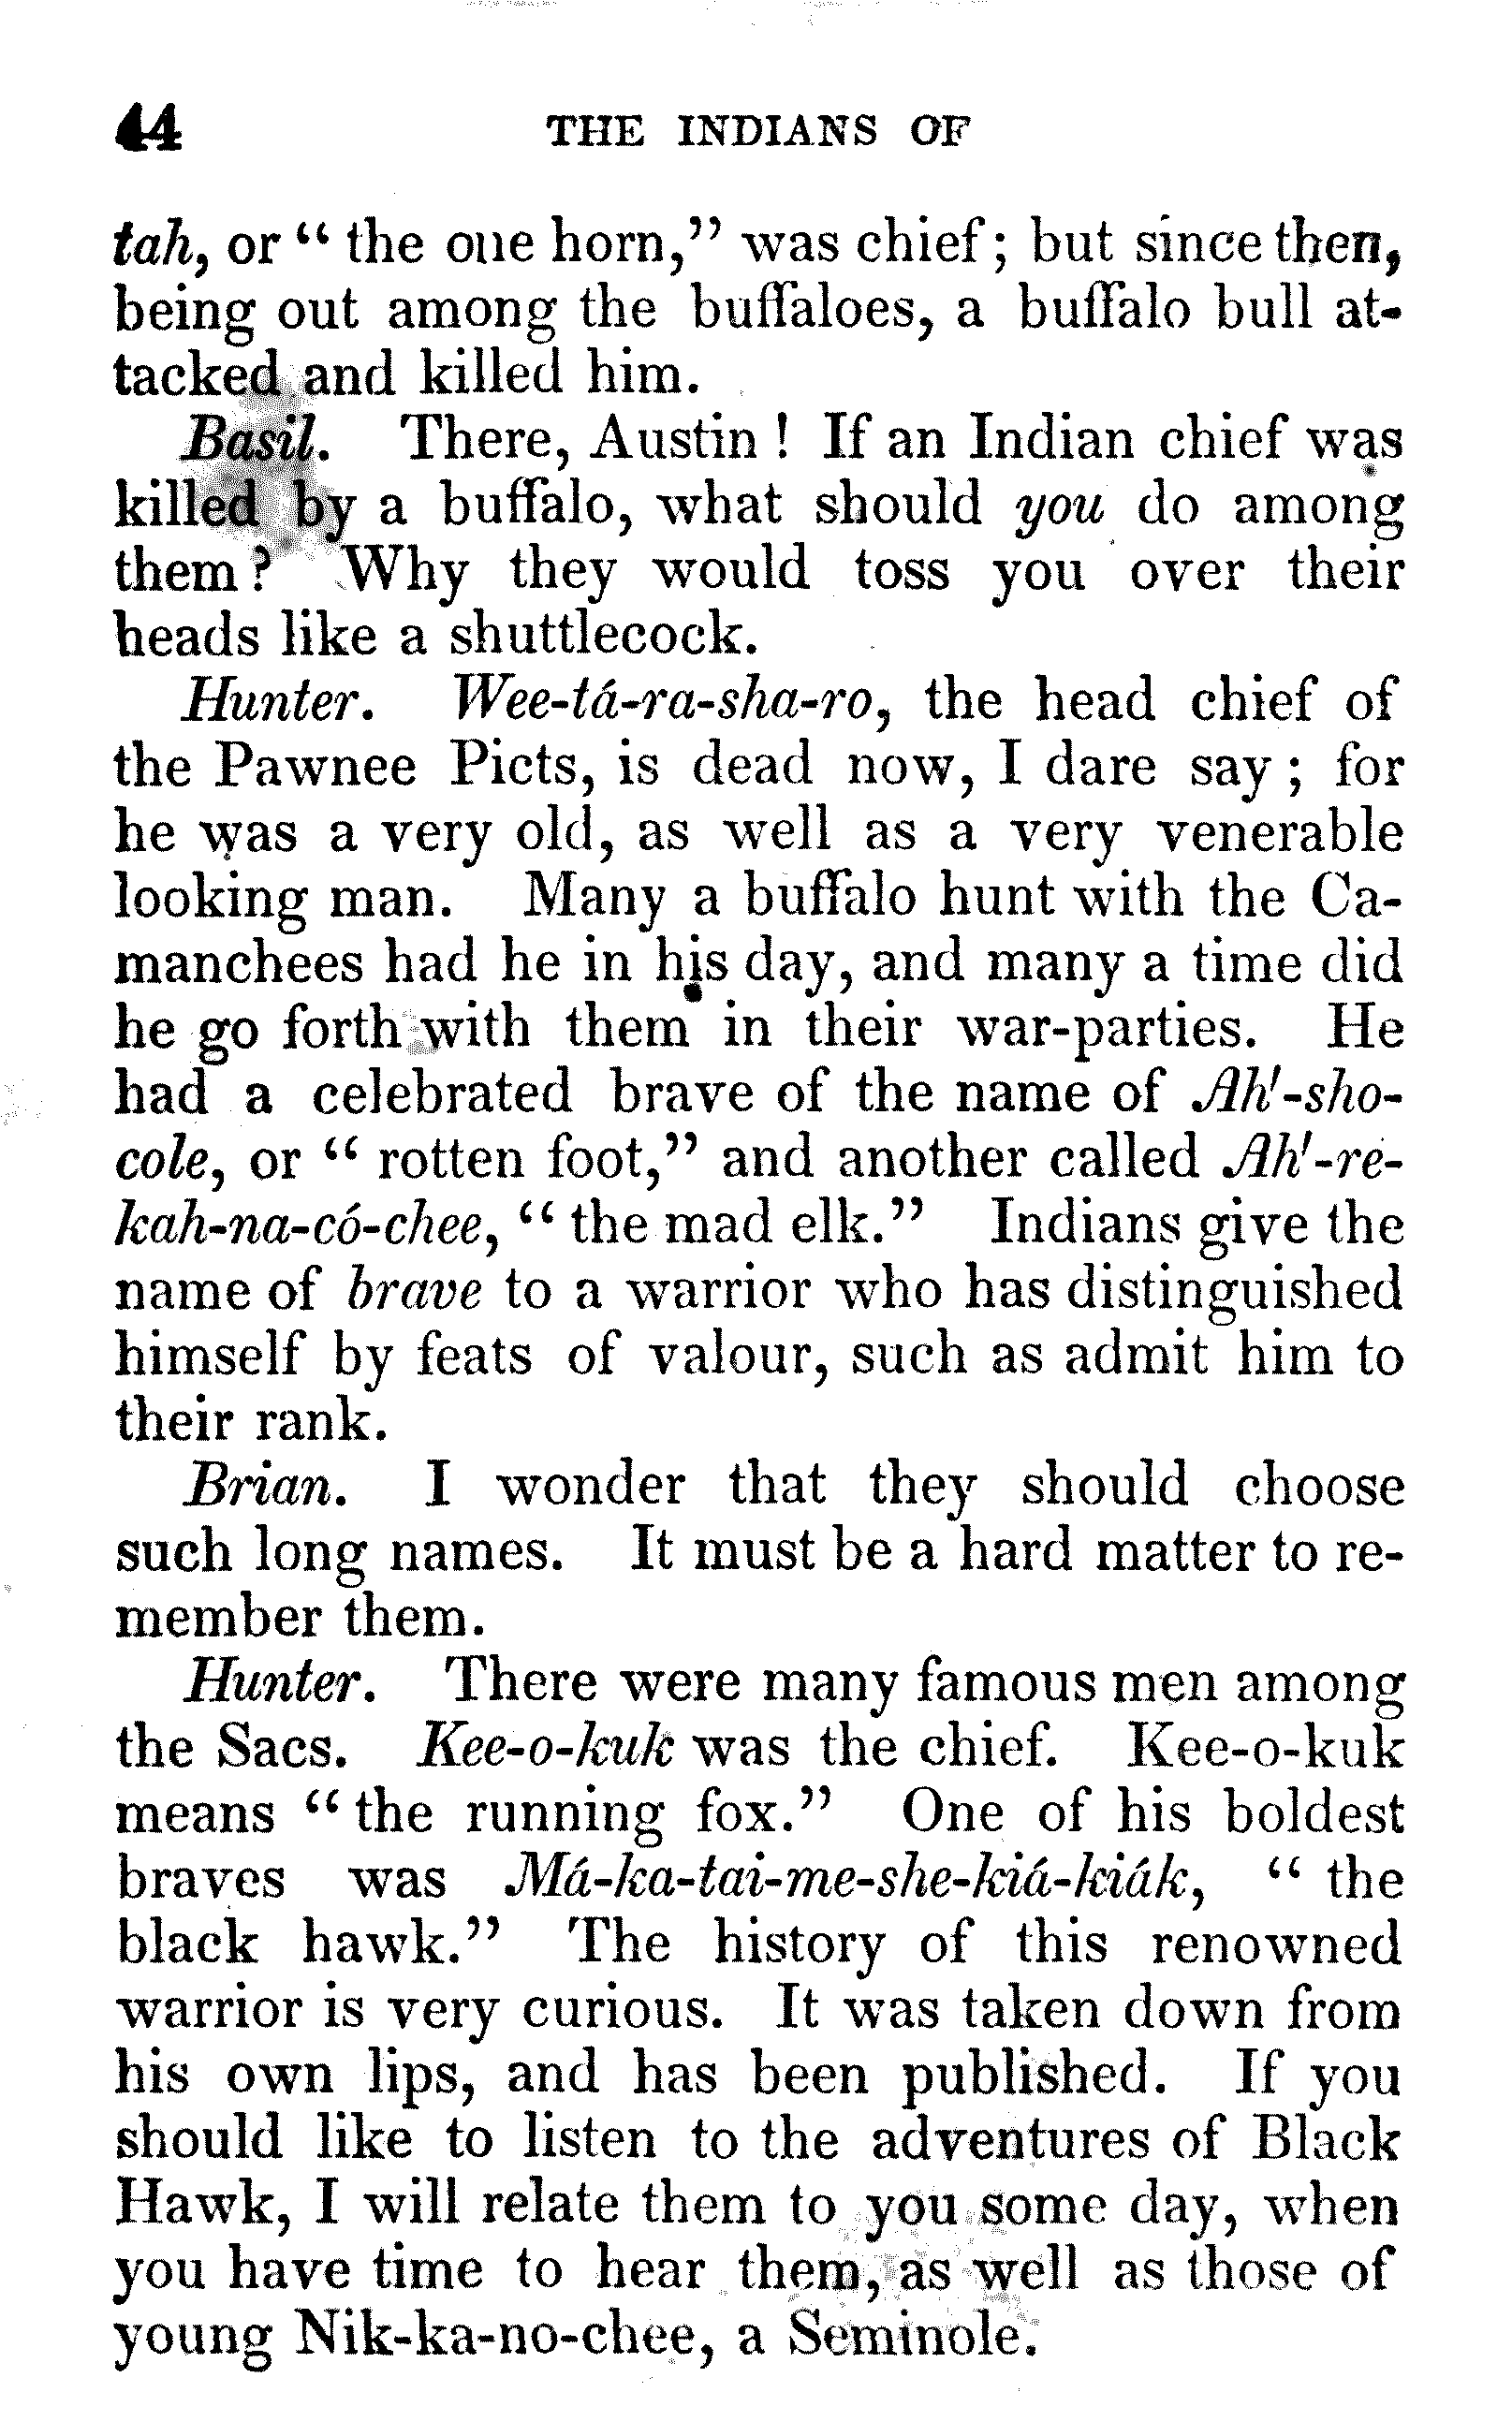 44 THE INDIANS OF
tah, or " the one horn," was chief; but since then,
being out among the buffaloes, a buffalo bull at-
tacked and killed him.
Basil. There, Austin ! If an Indian chief was
killed by a buffalo, what should you do among
them ? Why they would toss you over their
heads like a shuttlecock.
Hunter. Wee-tá-ra-sha-ro, the head chief of
the Pawnee Picts, is dead now, I dare say ; for
he was a very old, as well as a very venerable
looking man. Many a buffalo hunt with the Ca-
manchees had he in his day, and many a time did
he go forth with them in their war-parties. He
had a celebrated brave of the name of Ah'-sho-
cole, or " rotten foot," and another called Ah'-re-
kah-na-có-chee, " the mad elk." Indians give the
name of brave to a warrior who has distinguished
himself by feats of valour, such as admit him to
their rank.
Brian. I wonder that they should choose
such long names. It must be a hard matter to re-
member them.
Hunter. There were many famous men among
the Sacs. Kee-o-kuk was the chief. Kee-o-kuk
means " the running fox." One of his boldest
braves was Má-ka-tai-me-she-kiá-kiák, " the
black hawk." The history of this renowned
warrior is very curious. It was taken down from
his own lips, and has been published. If you
should like to listen to the adventures of Black
Hawk, I will relate them to you some day, when
you have time to hear them, as well as those of
young Nik-ka-no-chee, a Seminole.